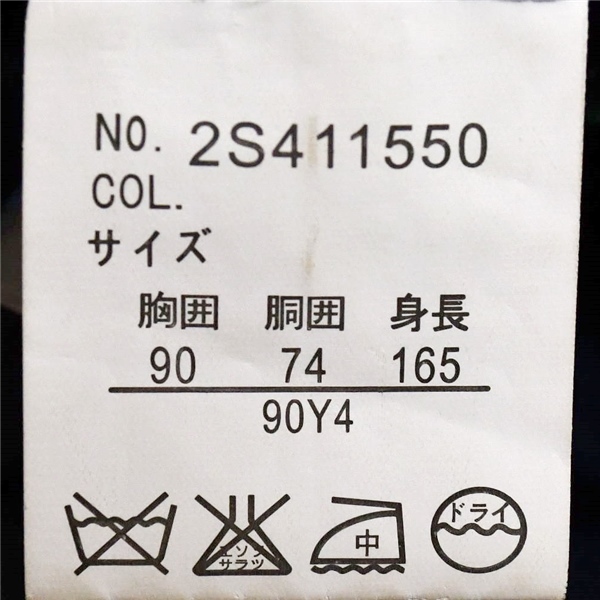 NO. 2S411550
COL.
サイズ
胸囲 胴囲 身長
90 74 165
90Y4
エンソ サラシ 中 ドライ